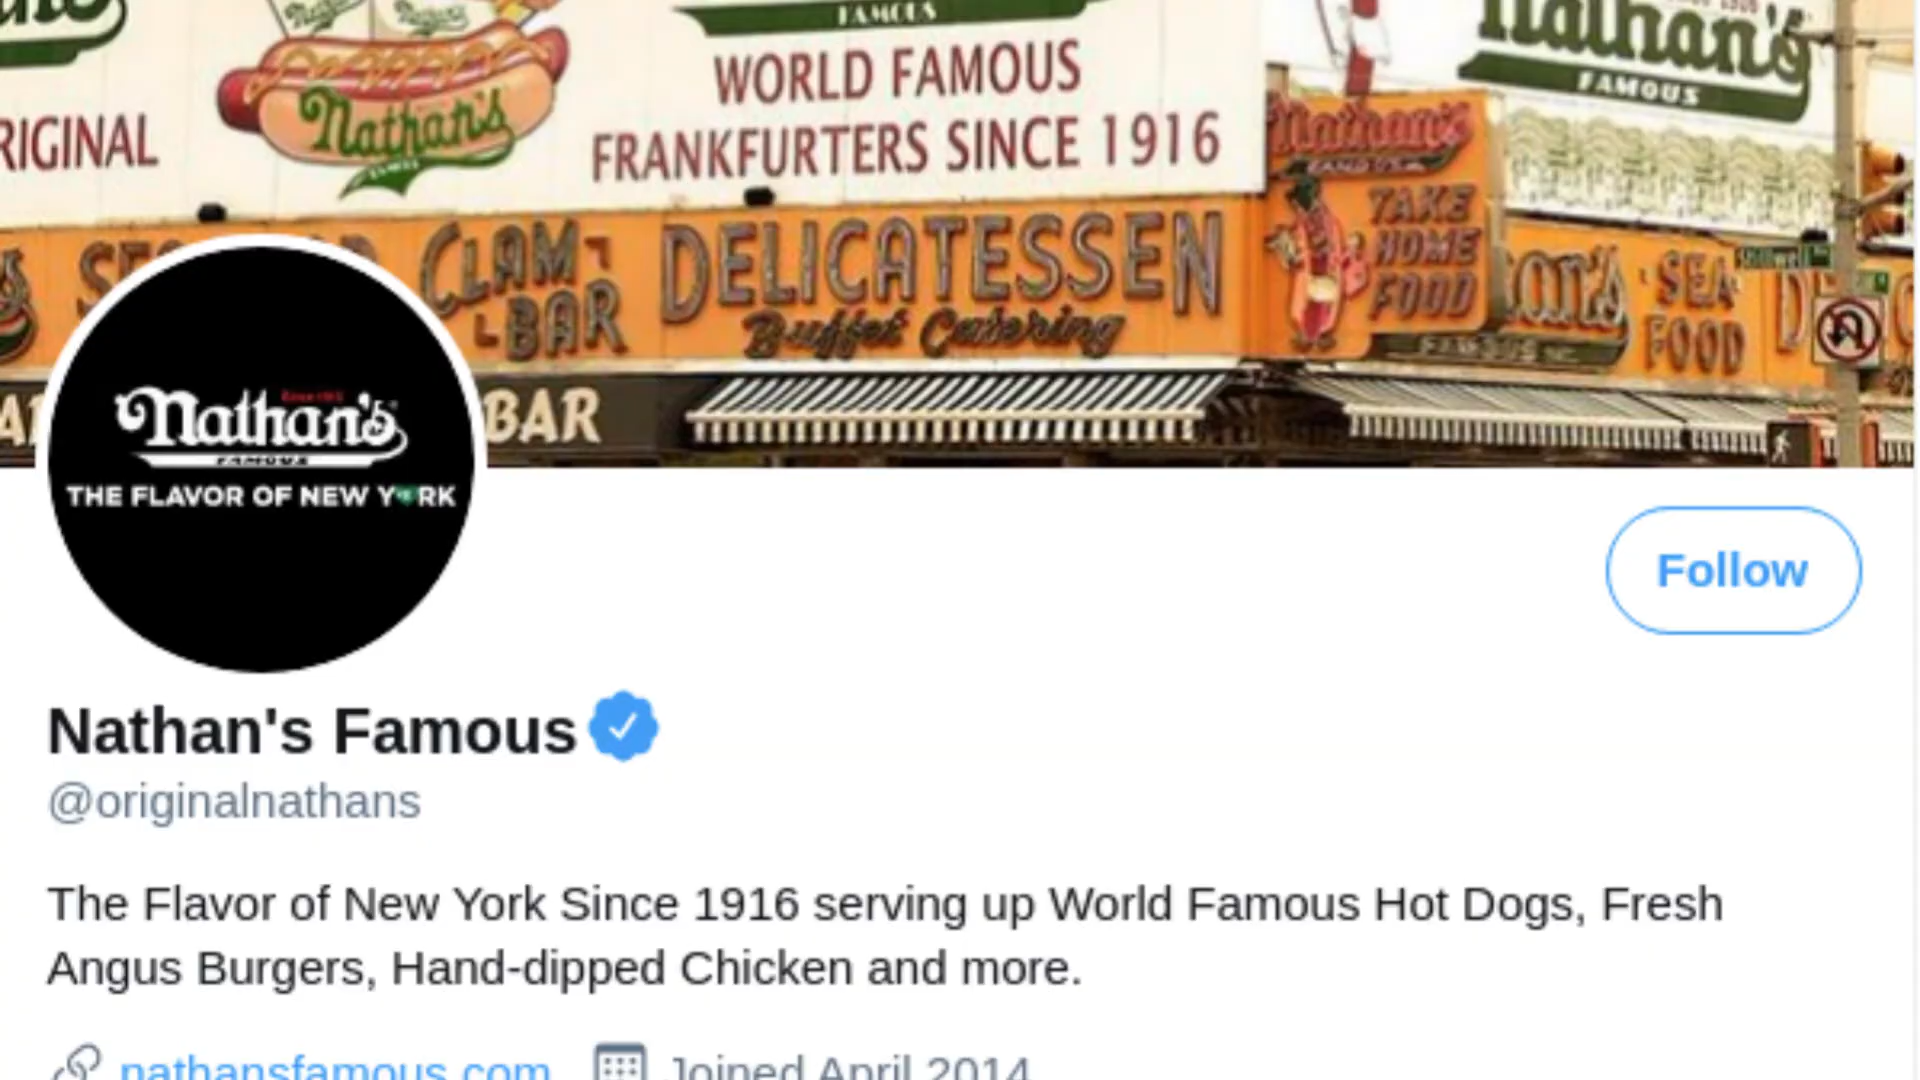 FAMOUS
WORLD FAMOUS
FRANKFURTERS SINCE 1916
RIGINAL
Nathan's
Nathan's
FAMOUS
Nathan's
FAMOUS
TAKE
HOME
FOOD
CLAM
BAR
DELICATESSEN
Buffet Catering
SEA
FOOD
BAR
Nathan's
FAMOUS
THE FLAVOR OF NEW YORK
Follow
Nathan's Famous
@originalnathans
The Flavor of New York Since 1916 serving up World Famous Hot Dogs, Fresh
Angus Burgers, Hand-dipped Chicken and more.
nathansfamous.com Joined April 2014